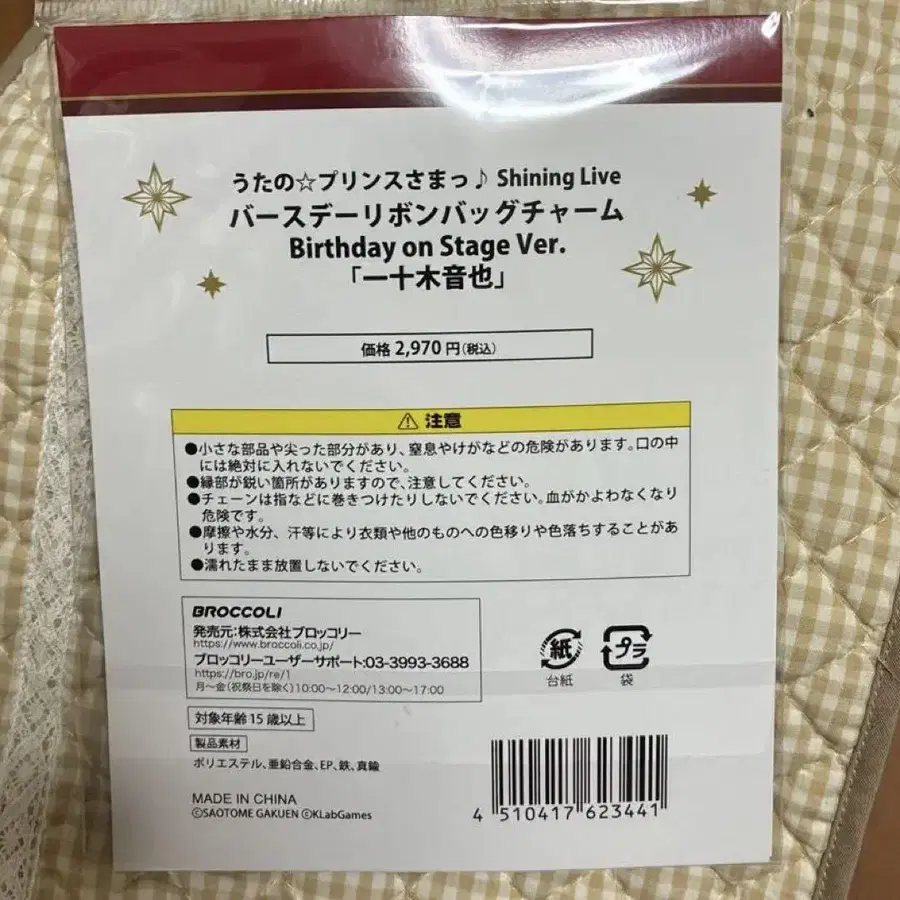 うたの☆プリンスさまっ♪ Shining Live
バースデーリボンバッグチャーム
Birthday on Stage Ver.
「一十木音也」
価格 2,970 円(税込)
⚠ 注意
●小さな部品や尖った部分があり、窒息やけがなどの危険があります。口の中
には絶対に入れないでください。
●縁部が鋭い箇所がありますので、注意してください。
●チェーンは指などに巻きつけたりしないでください。血がかよわなくなり
危険です。
●摩擦や水分、汗等により衣類や他のものへの色移りや色落ちすることがあ
ります。
●濡れたまま放置しないでください。
BROCCOLI
発売元:株式会社ブロッコリー
https://www.broccoli.co.jp/
ブロッコリーユーザーサポート:03-3993-3688
https://bro.jp/re/1
月～金(祝祭日を除く)10:00～12:00/13:00～17:00
紙
台紙
プラ
袋
対象年齢 15 歳以上
製品素材
ポリエステル、亜鉛合金、EP、鉄、真鍮
MADE IN CHINA
©SAOTOME GAKUEN ©KLabGames
4 510417 623441